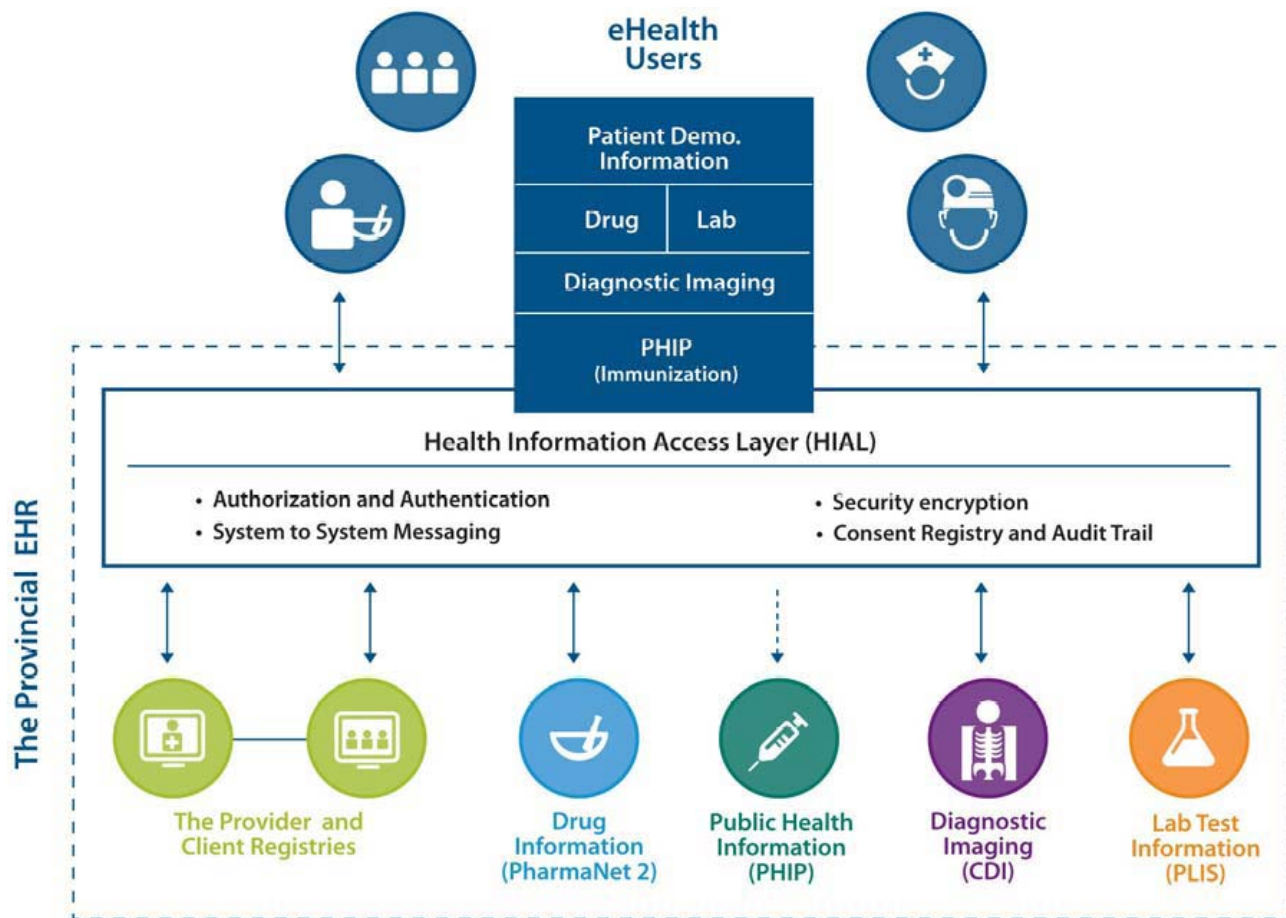 eHealth
Users
Patient Demo.
Information
Drug
Lab
Diagnostic Imaging
PHIP
(Immunization)
Health Information Access Layer (HIAL)
• Authorization and Authentication
• System to System Messaging
• Security encryption
• Consent Registry and Audit Trail
The Provincial EHR
The Provider and
Client Registries
Drug
Information
(PharmaNet 2)
Public Health
Information
(PHIP)
Diagnostic
Imaging
(CDI)
Lab Test
Information
(PLIS)